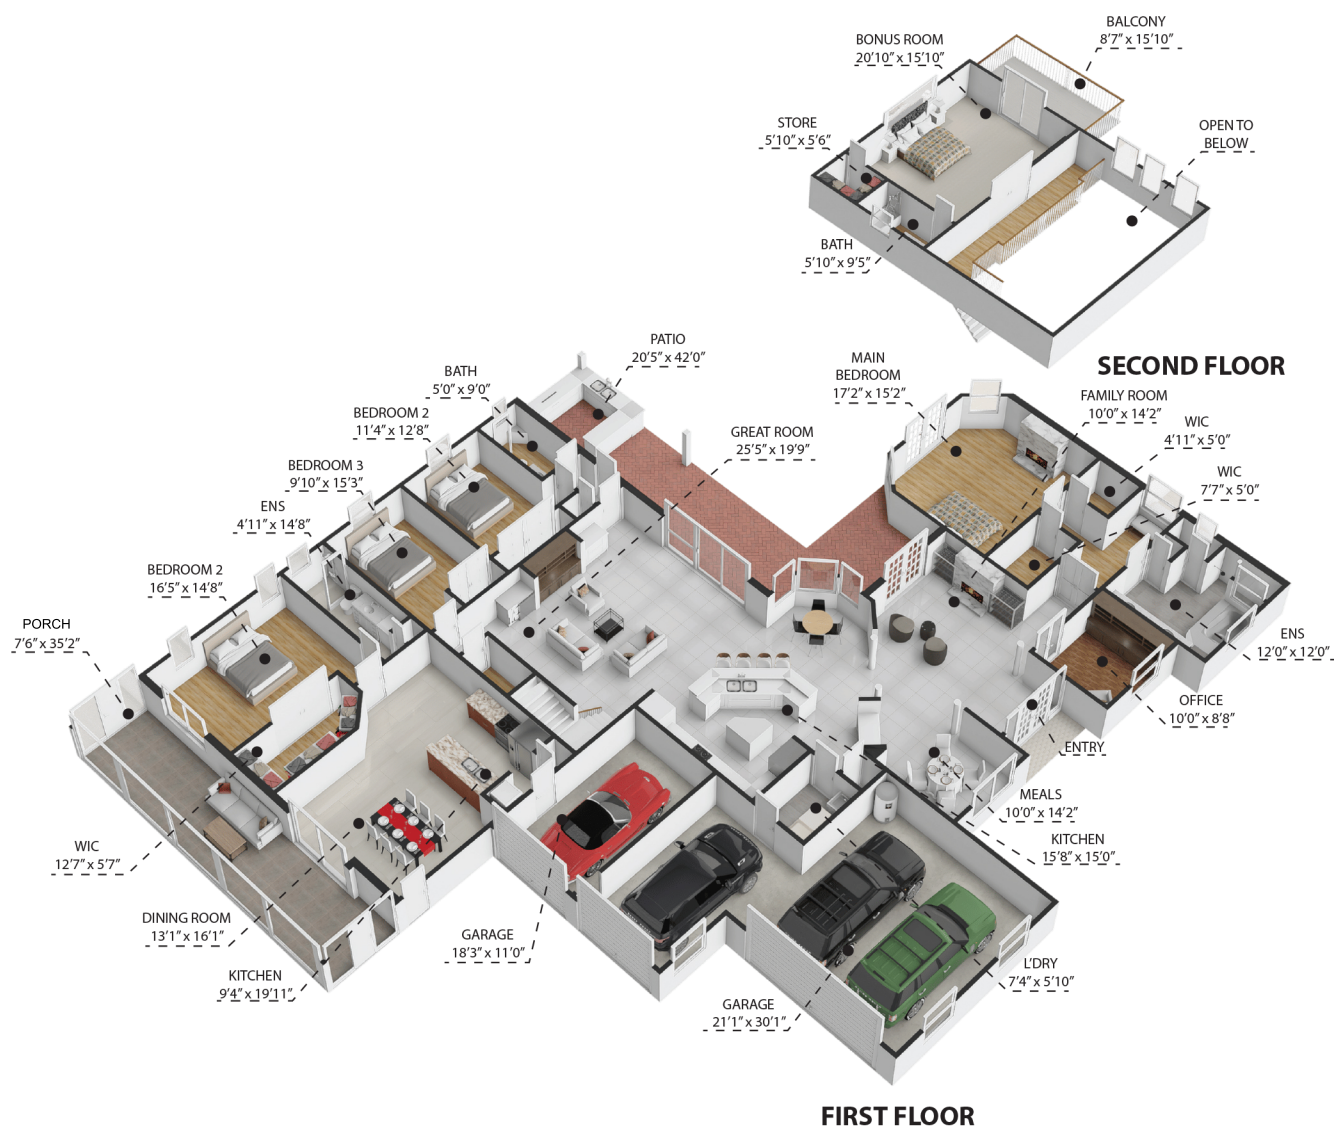 BALCONY
8'7" x 15'10"
BONUS ROOM
20'10" x 15'10"
STORE
5'10" x 5'6"
OPEN TO
BELOW
BATH
5'10" x 9'5"
SECOND FLOOR
PATIO
20'5" x 42'0"
MAIN
BEDROOM
17'2" x 15'2"
BATH
5'0" x 9'0"
FAMILY ROOM
10'0" x 14'2"
BEDROOM 2
11'4" x 12'8"
WIC
4'11" x 5'0"
GREAT ROOM
25'5" x 19'9"
BEDROOM 3
9'10" x 15'3"
WIC
7'7" x 5'0"
ENS
4'11" x 14'8"
BEDROOM 2
16'5" x 14'8"
PORCH
7'6" x 35'2"
ENS
12'0" x 12'0"
OFFICE
10'0" x 8'8"
ENTRY
MEALS
10'0" x 14'2"
KITCHEN
15'8" x 15'0"
WIC
12'7" x 5'7"
DINING ROOM
13'1" x 16'1"
GARAGE
18'3" x 11'0"
KITCHEN
9'4" x 19'11"
L'DRY
7'4" x 5'10"
GARAGE
21'1" x 30'1"
FIRST FLOOR